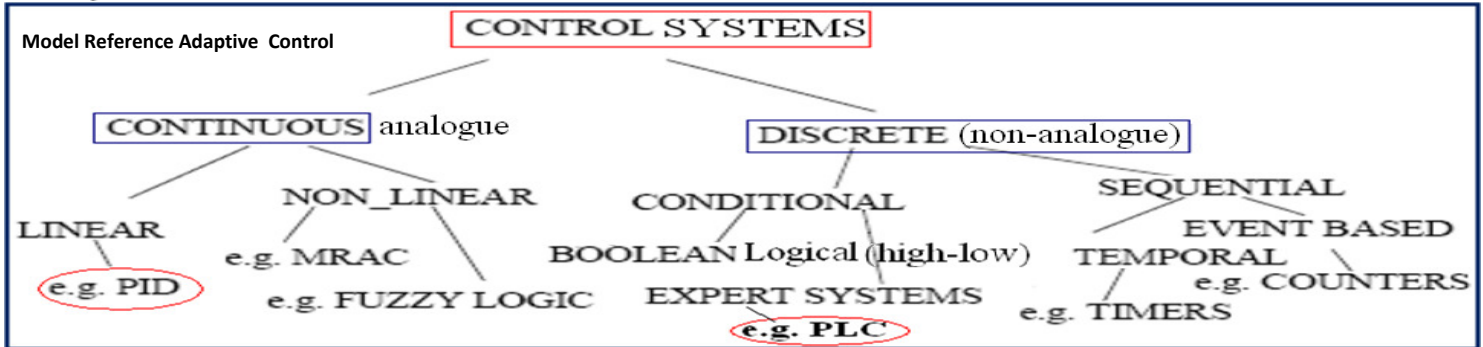 Model Reference Adaptive Control
CONTROL SYSTEMS
CONTINUOUS analogue
DISCRETE (non-analogue)
LINEAR
NON_LINEAR
CONDITIONAL
SEQUENTIAL
e.g. PID
e.g. MRAC
e.g. FUZZY LOGIC
BOOLEAN Logical (high-low)
EXPERT SYSTEMS
e.g. PLC
TEMPORAL
e.g. TIMERS
EVENT BASED
e.g. COUNTERS